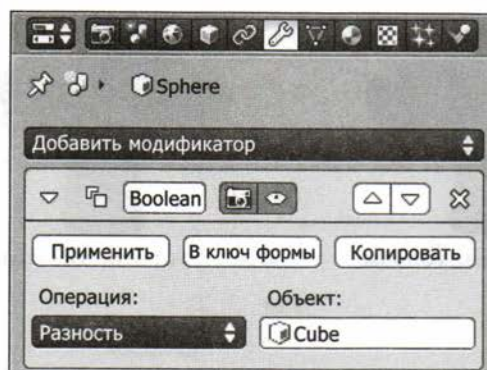 Sphere
Добавить модификатор
Boolean
Применить В ключ формы Копировать
Операция: Объект:
Разность Cube